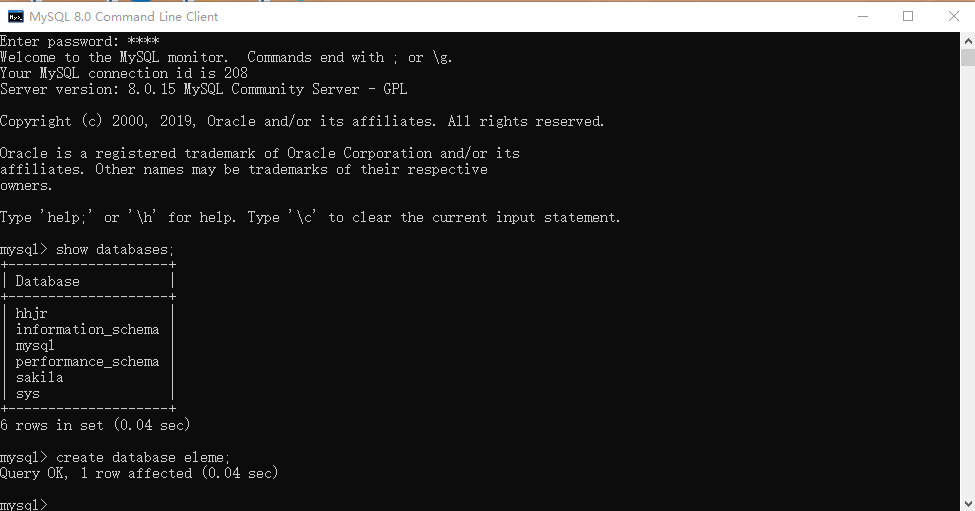 MySQL 8.0 Command Line Client
Enter password: ****
Welcome to the MySQL monitor.  Commands end with ; or \g.
Your MySQL connection id is 208
Server version: 8.0.15 MySQL Community Server - GPL
Copyright (c) 2000, 2019, Oracle and/or its affiliates. All rights reserved.
Oracle is a registered trademark of Oracle Corporation and/or its
affiliates. Other names may be trademarks of their respective
owners.
Type 'help;' or '\h' for help. Type '\c' to clear the current input statement.
mysql> show databases;
+--------------------+
| Database           |
+--------------------+
| hhjr               |
| information_schema |
| mysql              |
| performance_schema |
| sakila             |
| sys                |
+--------------------+
6 rows in set (0.04 sec)
mysql> create database eleme;
Query OK, 1 row affected (0.04 sec)
mysql>